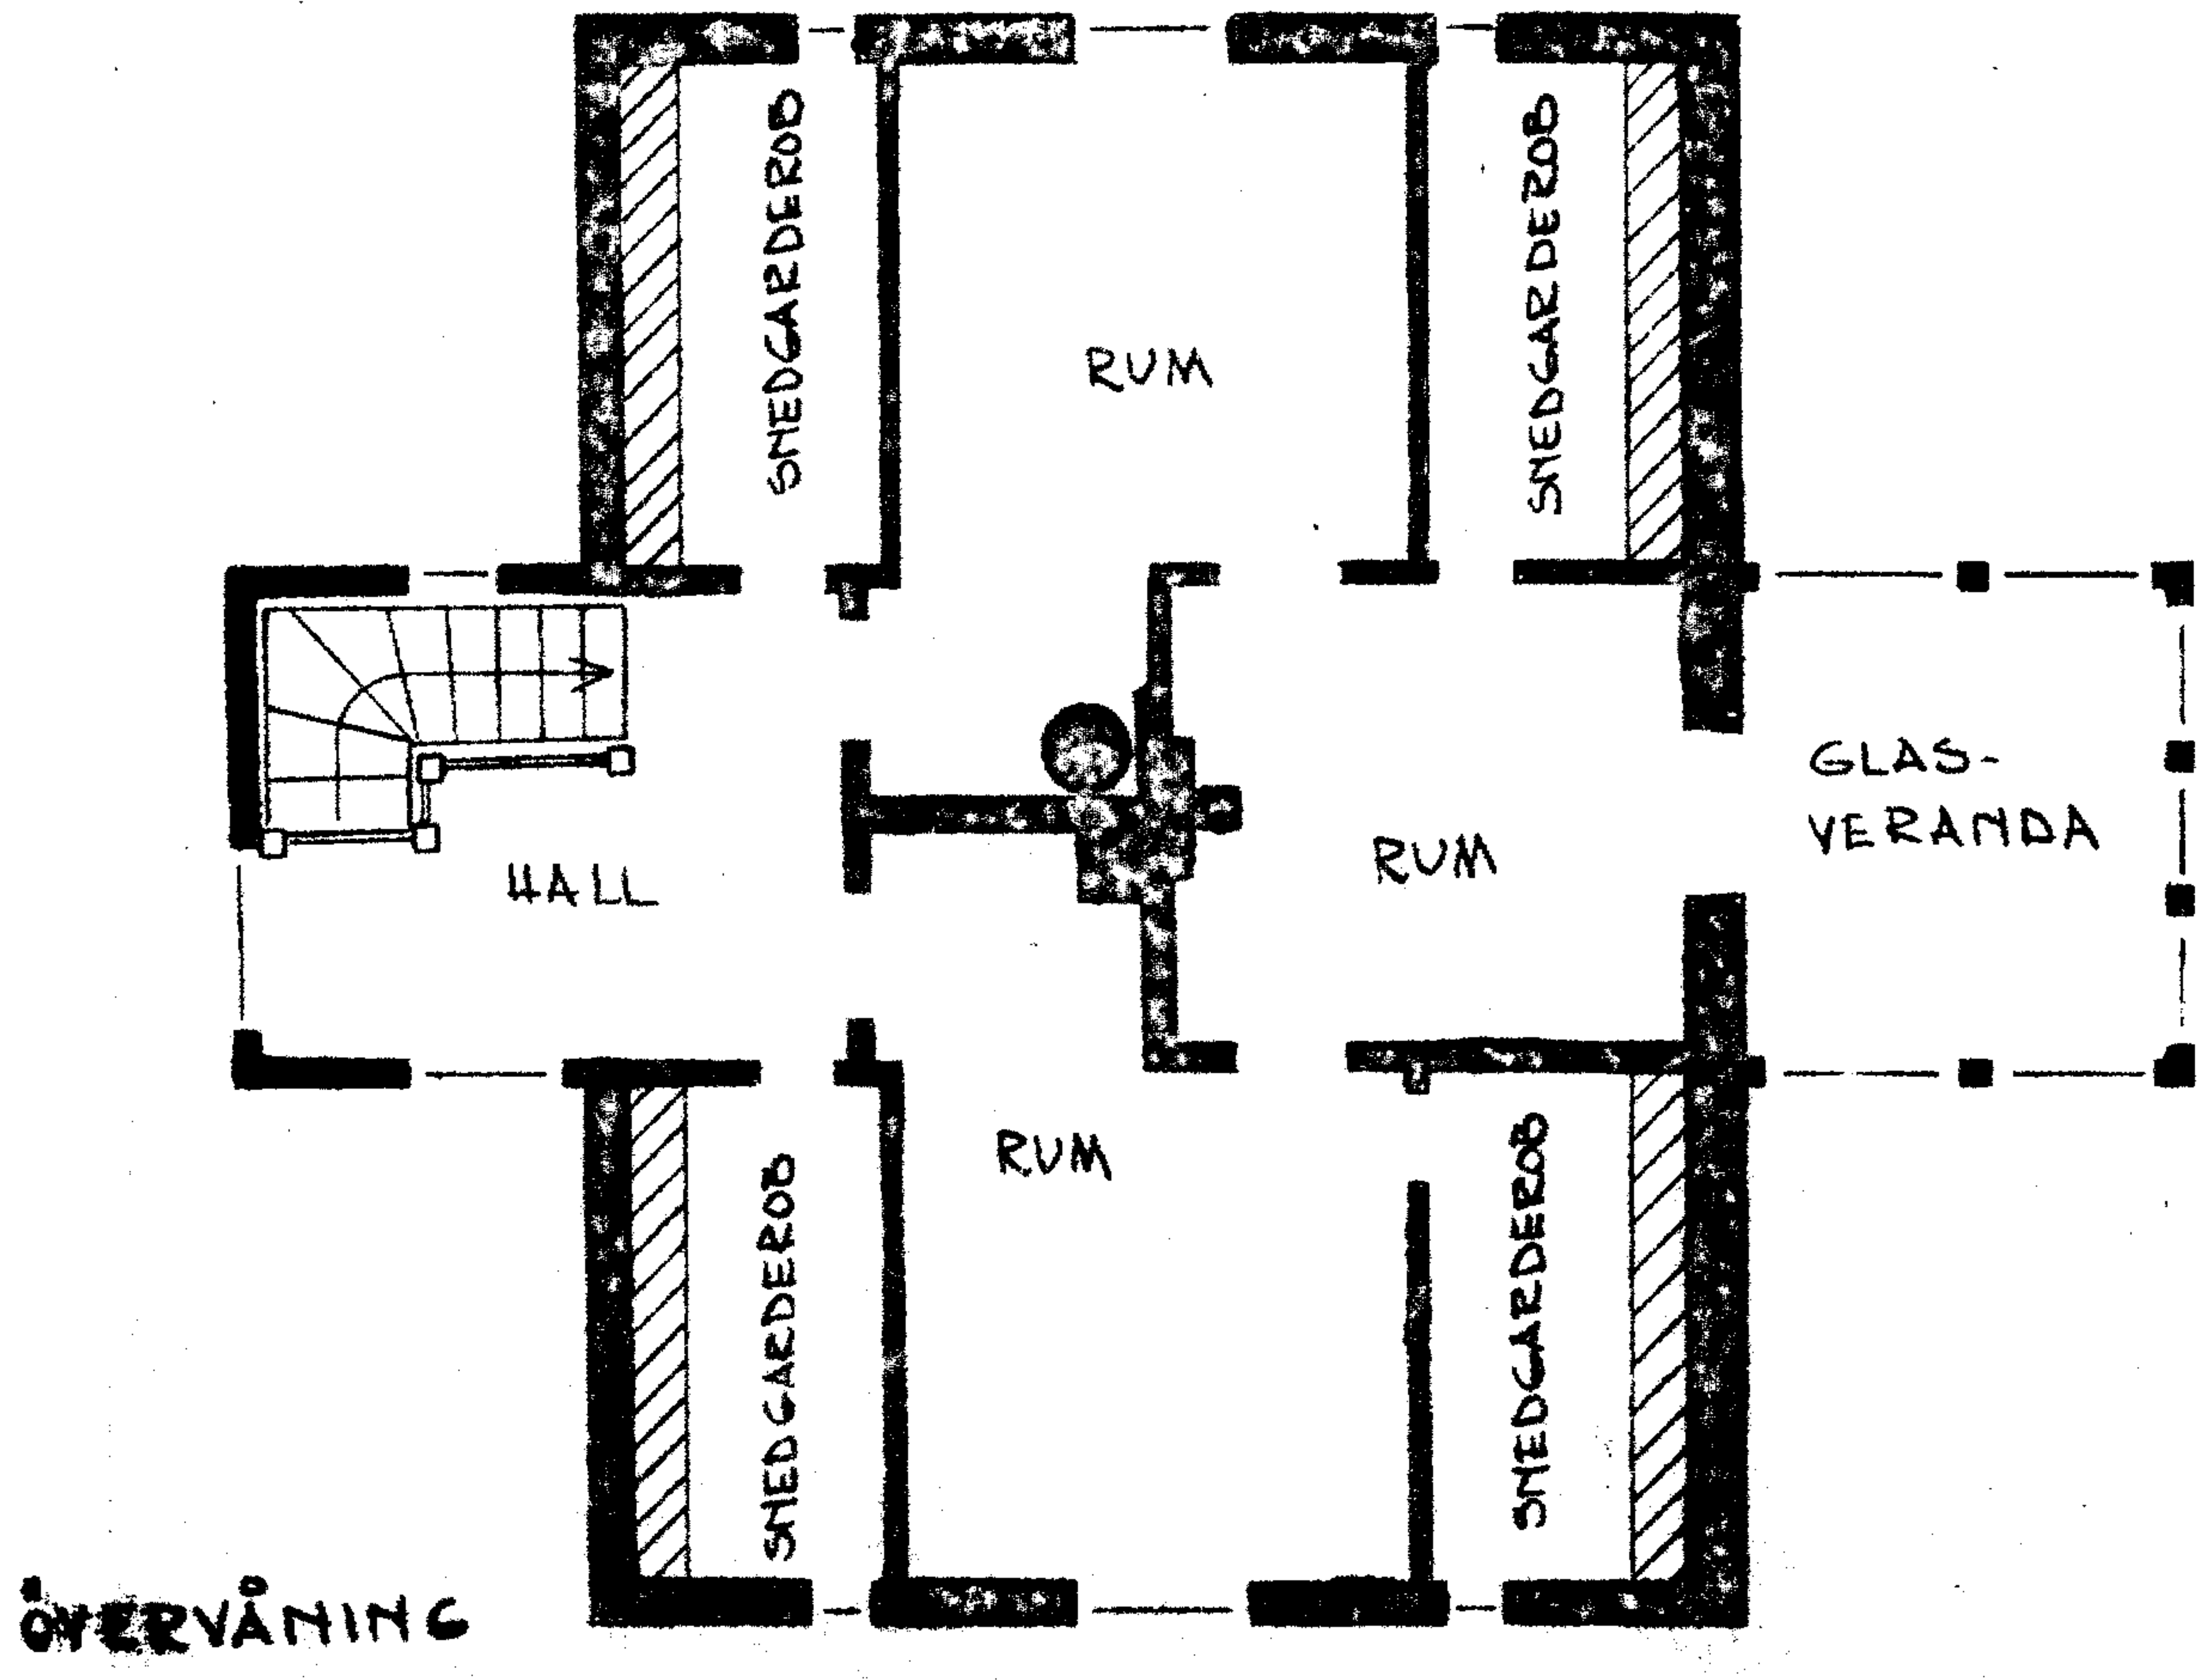 SNEDGARDEROB
RUM
SNEDGARDEROB
HALL
RUM
GLAS-
VERANDA
SNEDGARDEROB
RUM
SNEDGARDEROB
ÖVERVÅNING